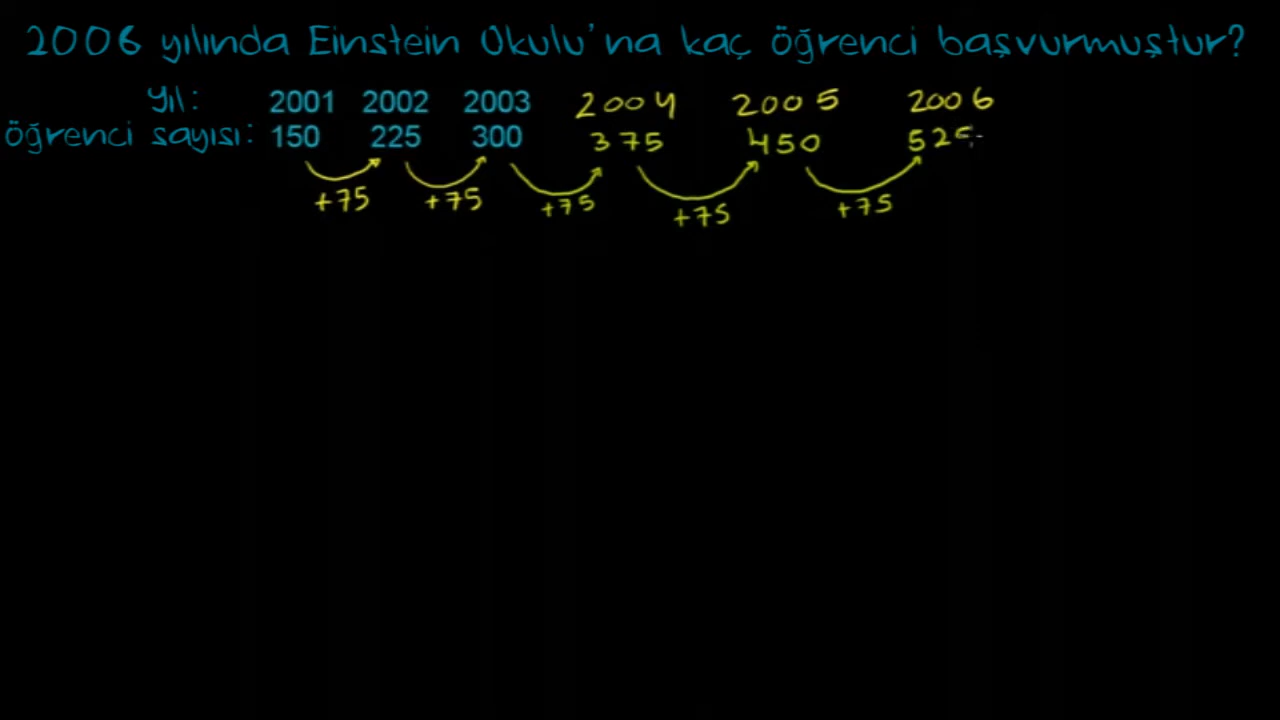 2006 yılında Einstein Okulu'na kaç öğrenci başvurmuştur?
yıl: 2001 2002 2003 2004 2005 2006
öğrenci sayısı: 150 225 300 375 450 525
+75 +75 +75 +75 +75